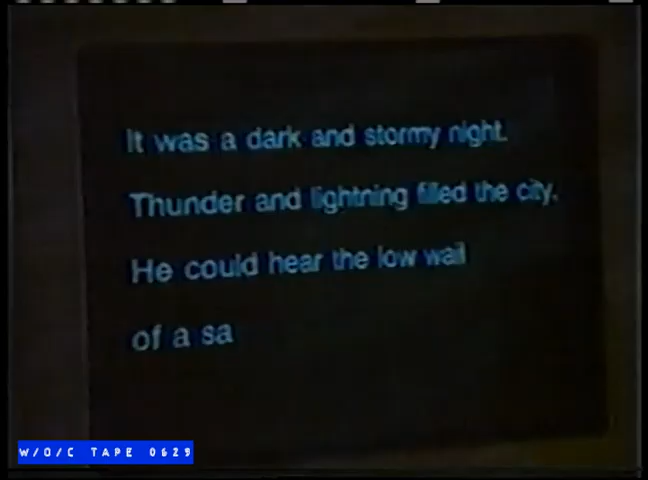 It was a dark and stormy night.
Thunder and lightning filled the city.
He could hear the low wail
of a sa
W/O/C TAPE 0629